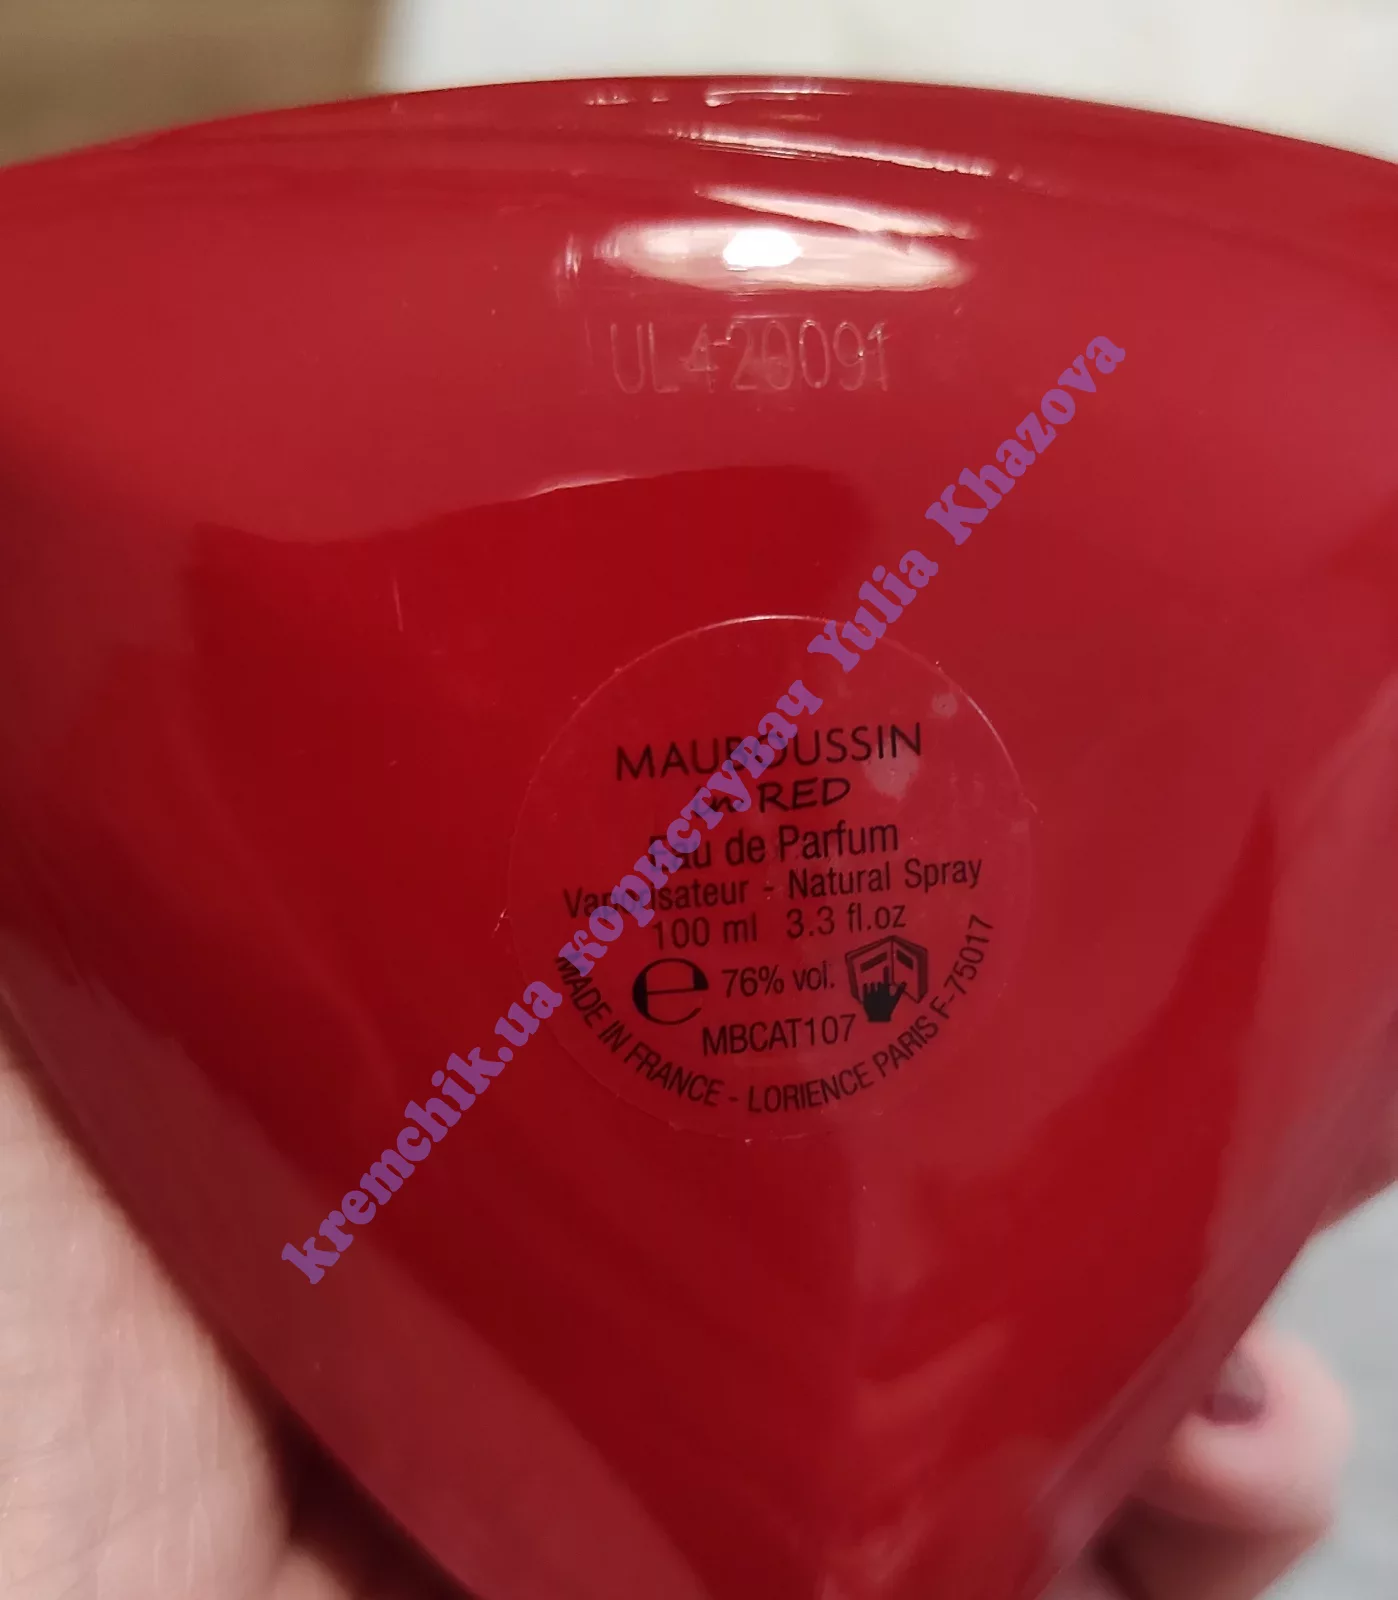 UL420091
MAUBOUSSIN
in RED
Eau de Parfum
Vaporisateur - Natural Spray
100 ml 3.3 fl.oz
e 76% vol.
MBCAT107
MADE IN FRANCE - LORIENCE PARIS F-75017
kremchik.ua користувач Yulia Khazova